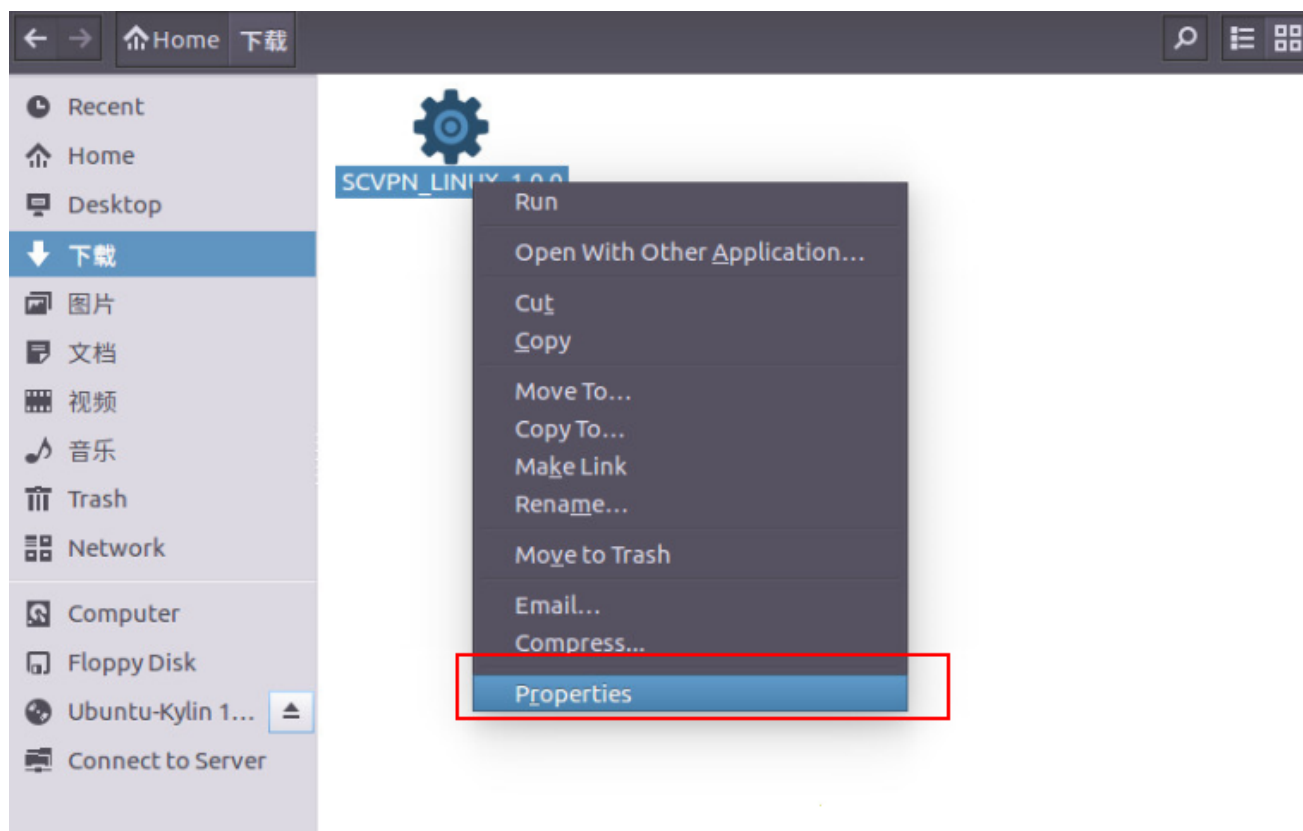 Home 下载
Recent
Home
Desktop
下载
图片
文档
视频
音乐
Trash
Network
Computer
Floppy Disk
Ubuntu-Kylin 1...
Connect to Server
SCVPN_LINUX_1.0.0
Run
Open With Other Application...
Cut
Copy
Move To...
Copy To...
Make Link
Rename...
Move to Trash
Email...
Compress...
Properties